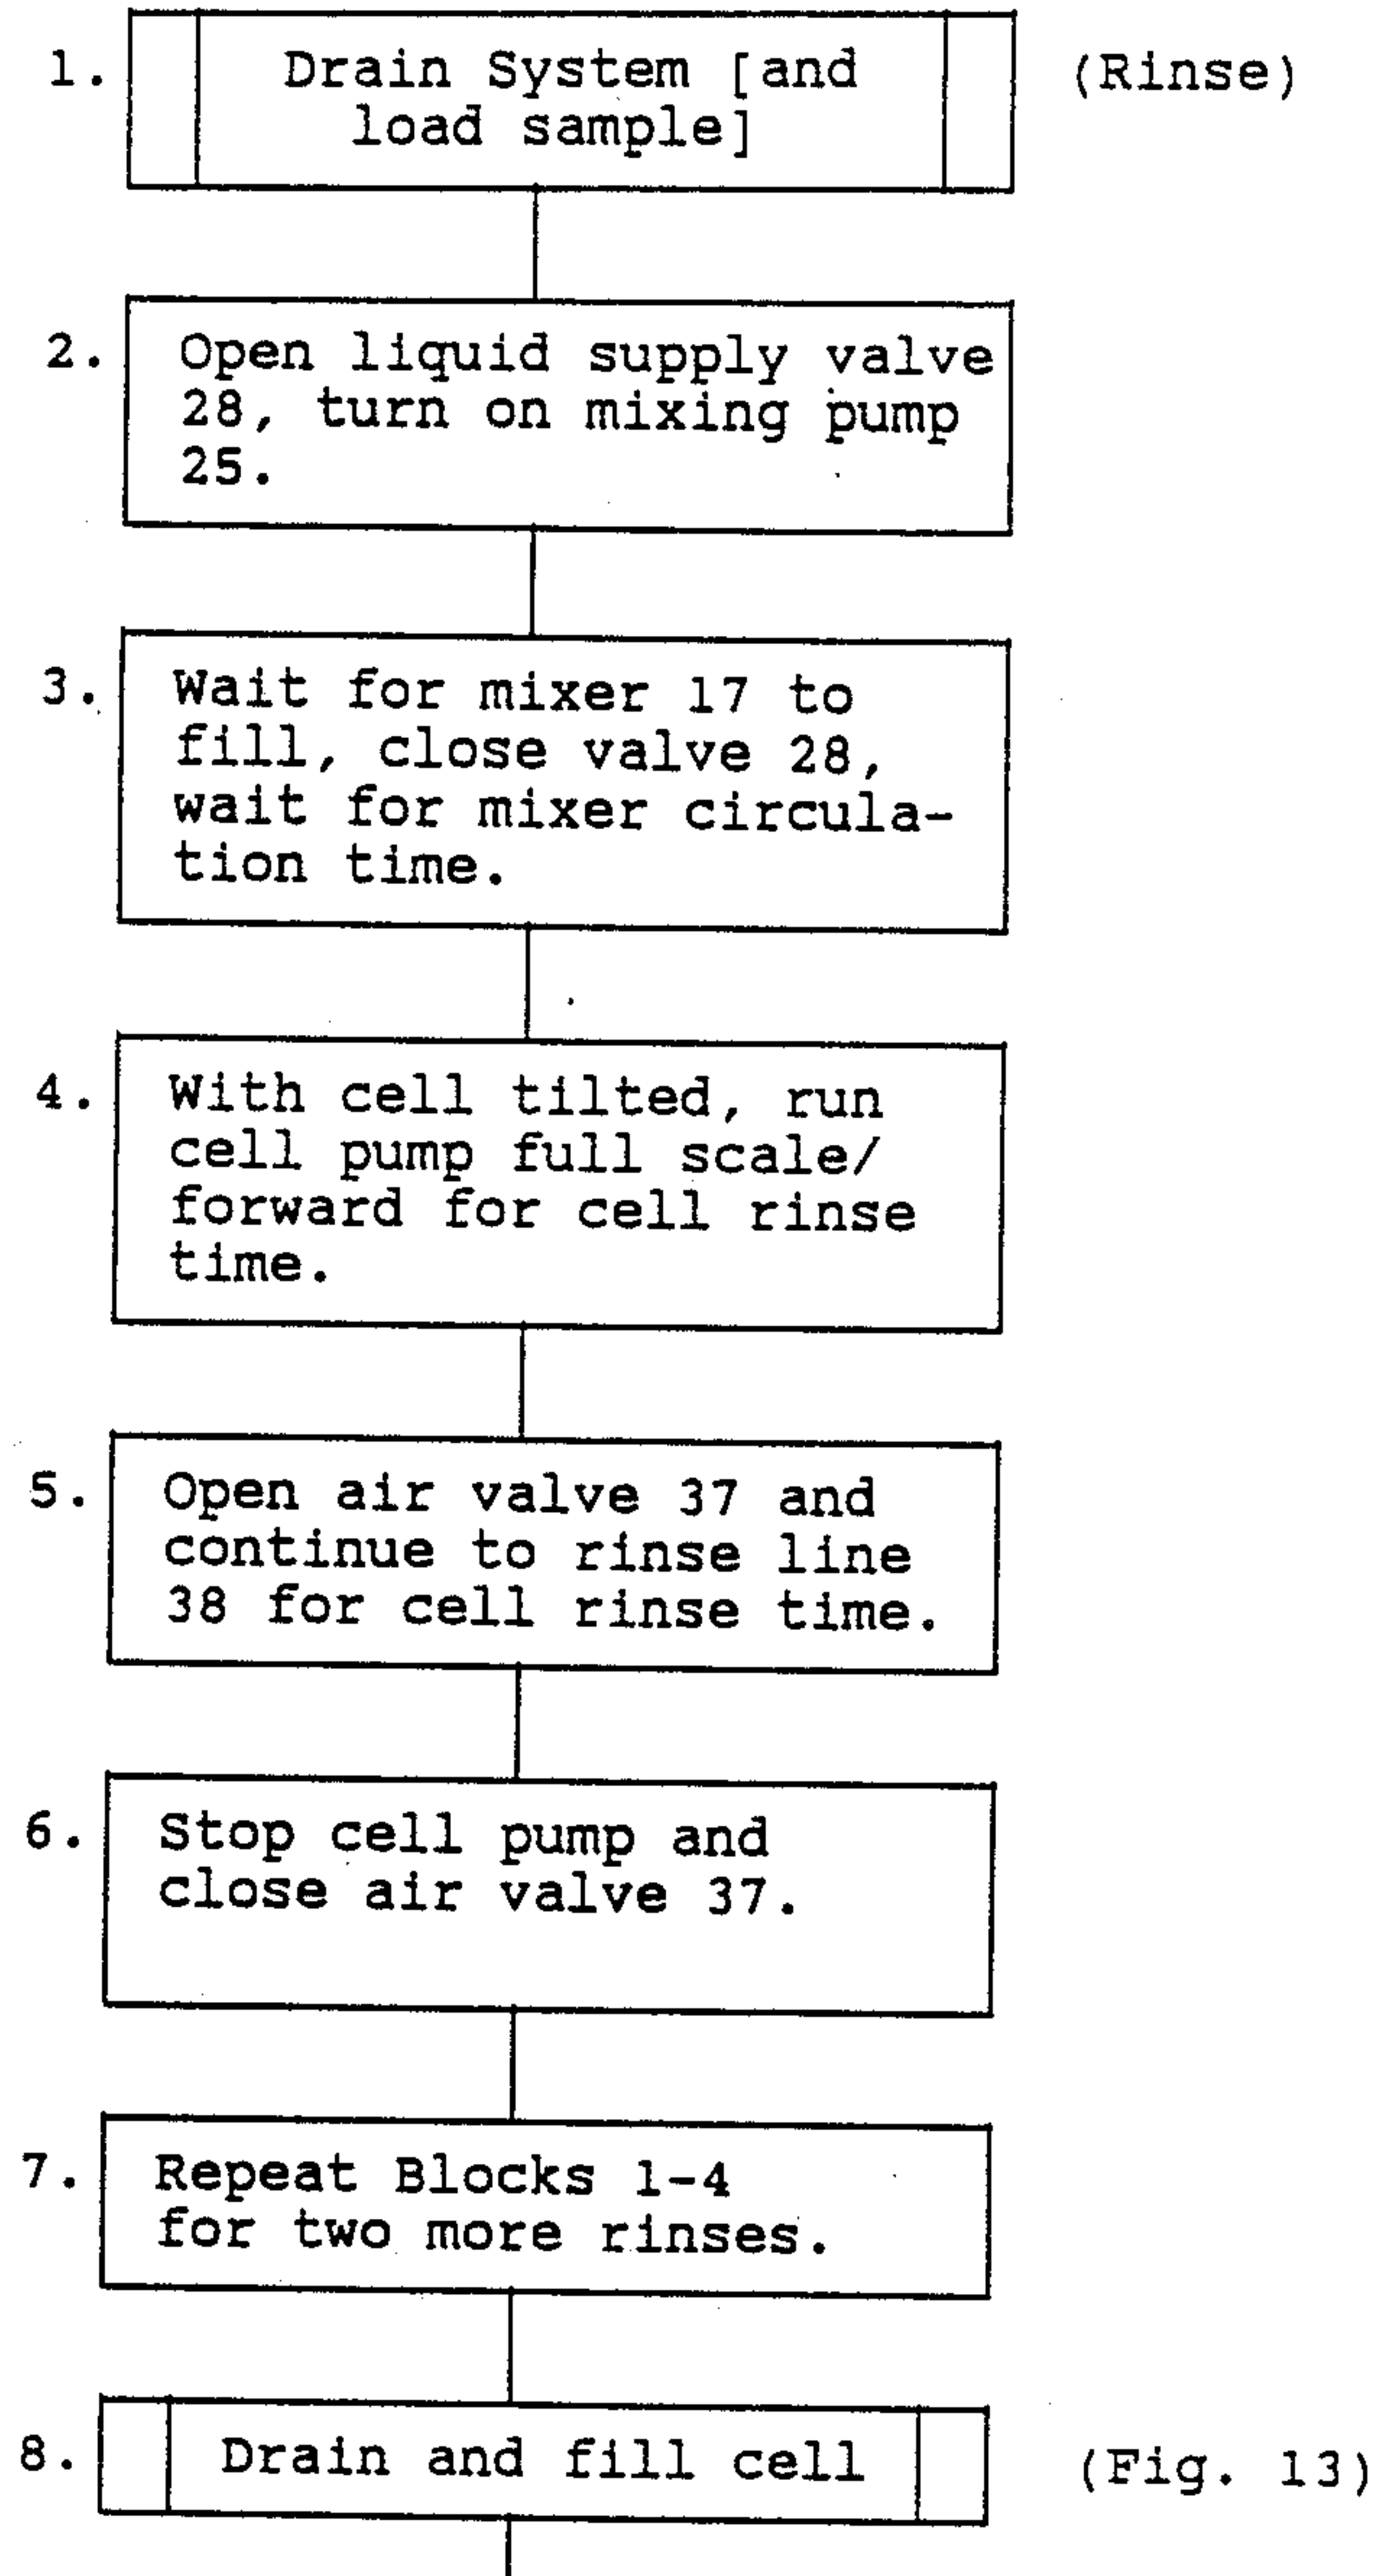 1. Drain System [and (Rinse)
load sample]
2. Open liquid supply valve
28, turn on mixing pump
25.
3. Wait for mixer 17 to
fill, close valve 28,
wait for mixer circula-
tion time.
4. With cell tilted, run
cell pump full scale/
forward for cell rinse
time.
5. Open air valve 37 and
continue to rinse line
38 for cell rinse time.
6. Stop cell pump and
close air valve 37.
7. Repeat Blocks 1-4
for two more rinses.
8. Drain and fill cell (Fig. 13)